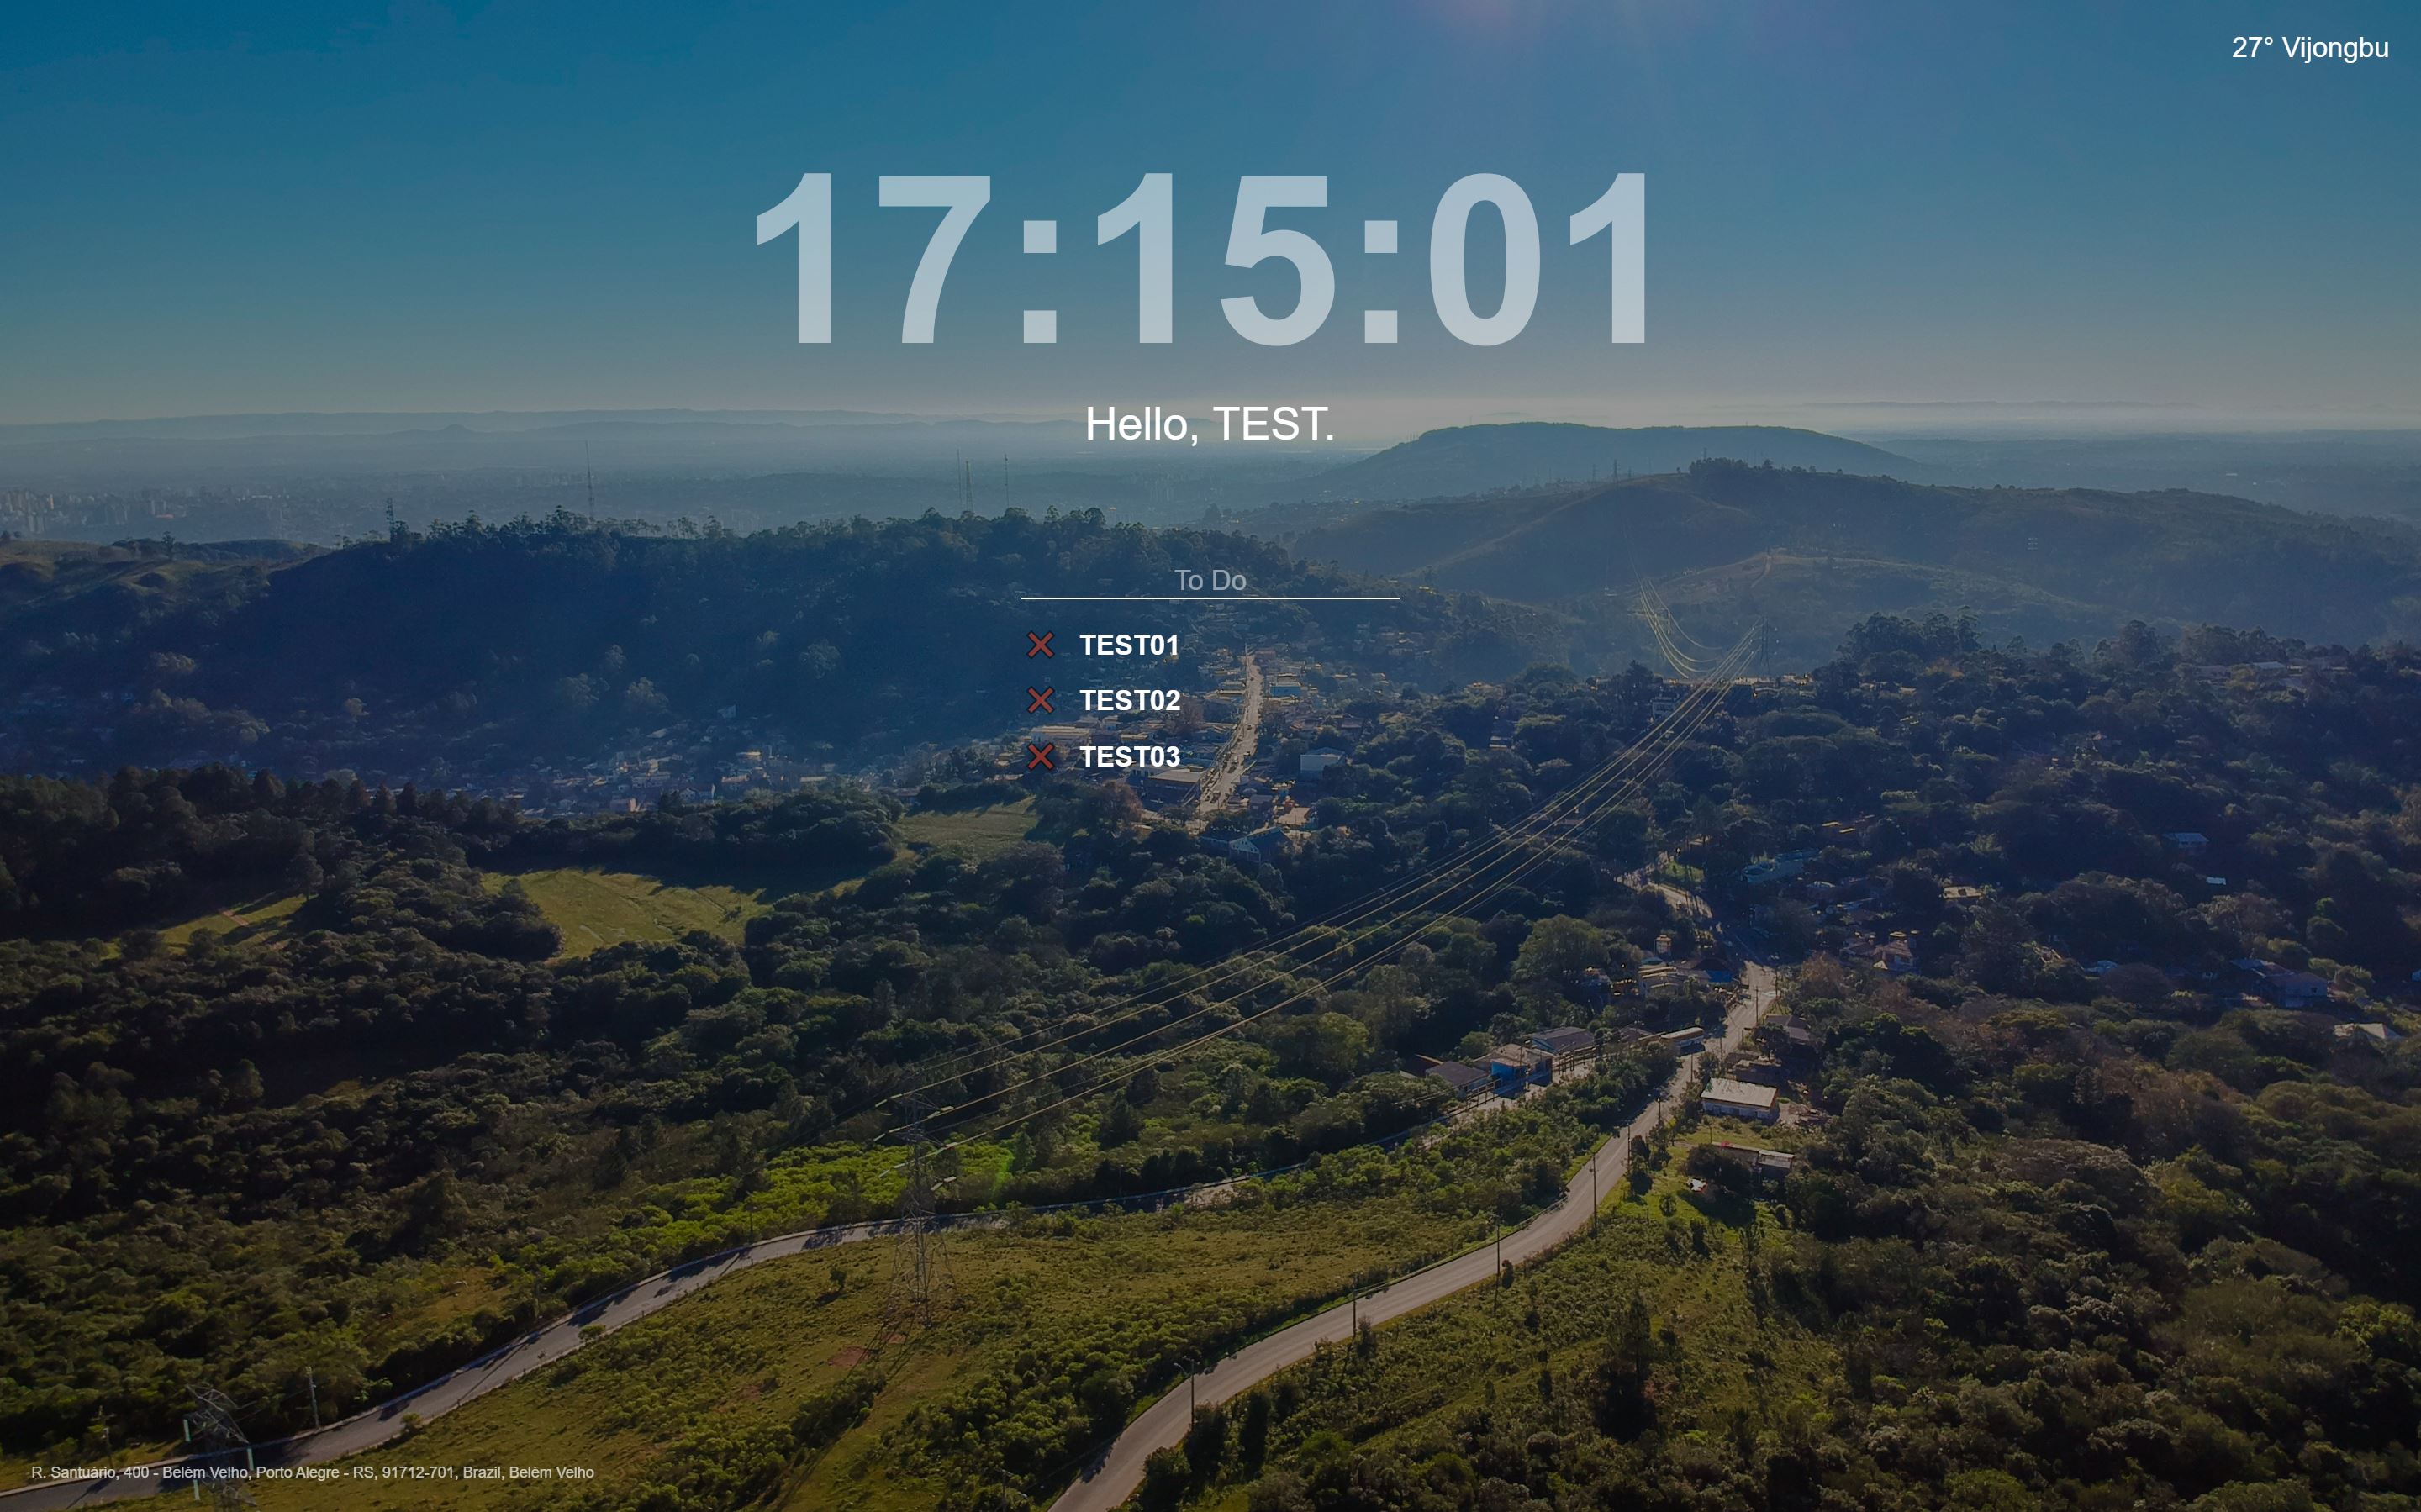 27° Vijongbu
17:15:01
Hello, TEST.
To Do
TEST01
TEST02
TEST03
R. Santuário, 400 - Belém Velho, Porto Alegre - RS, 91712-701, Brazil, Belém Velho